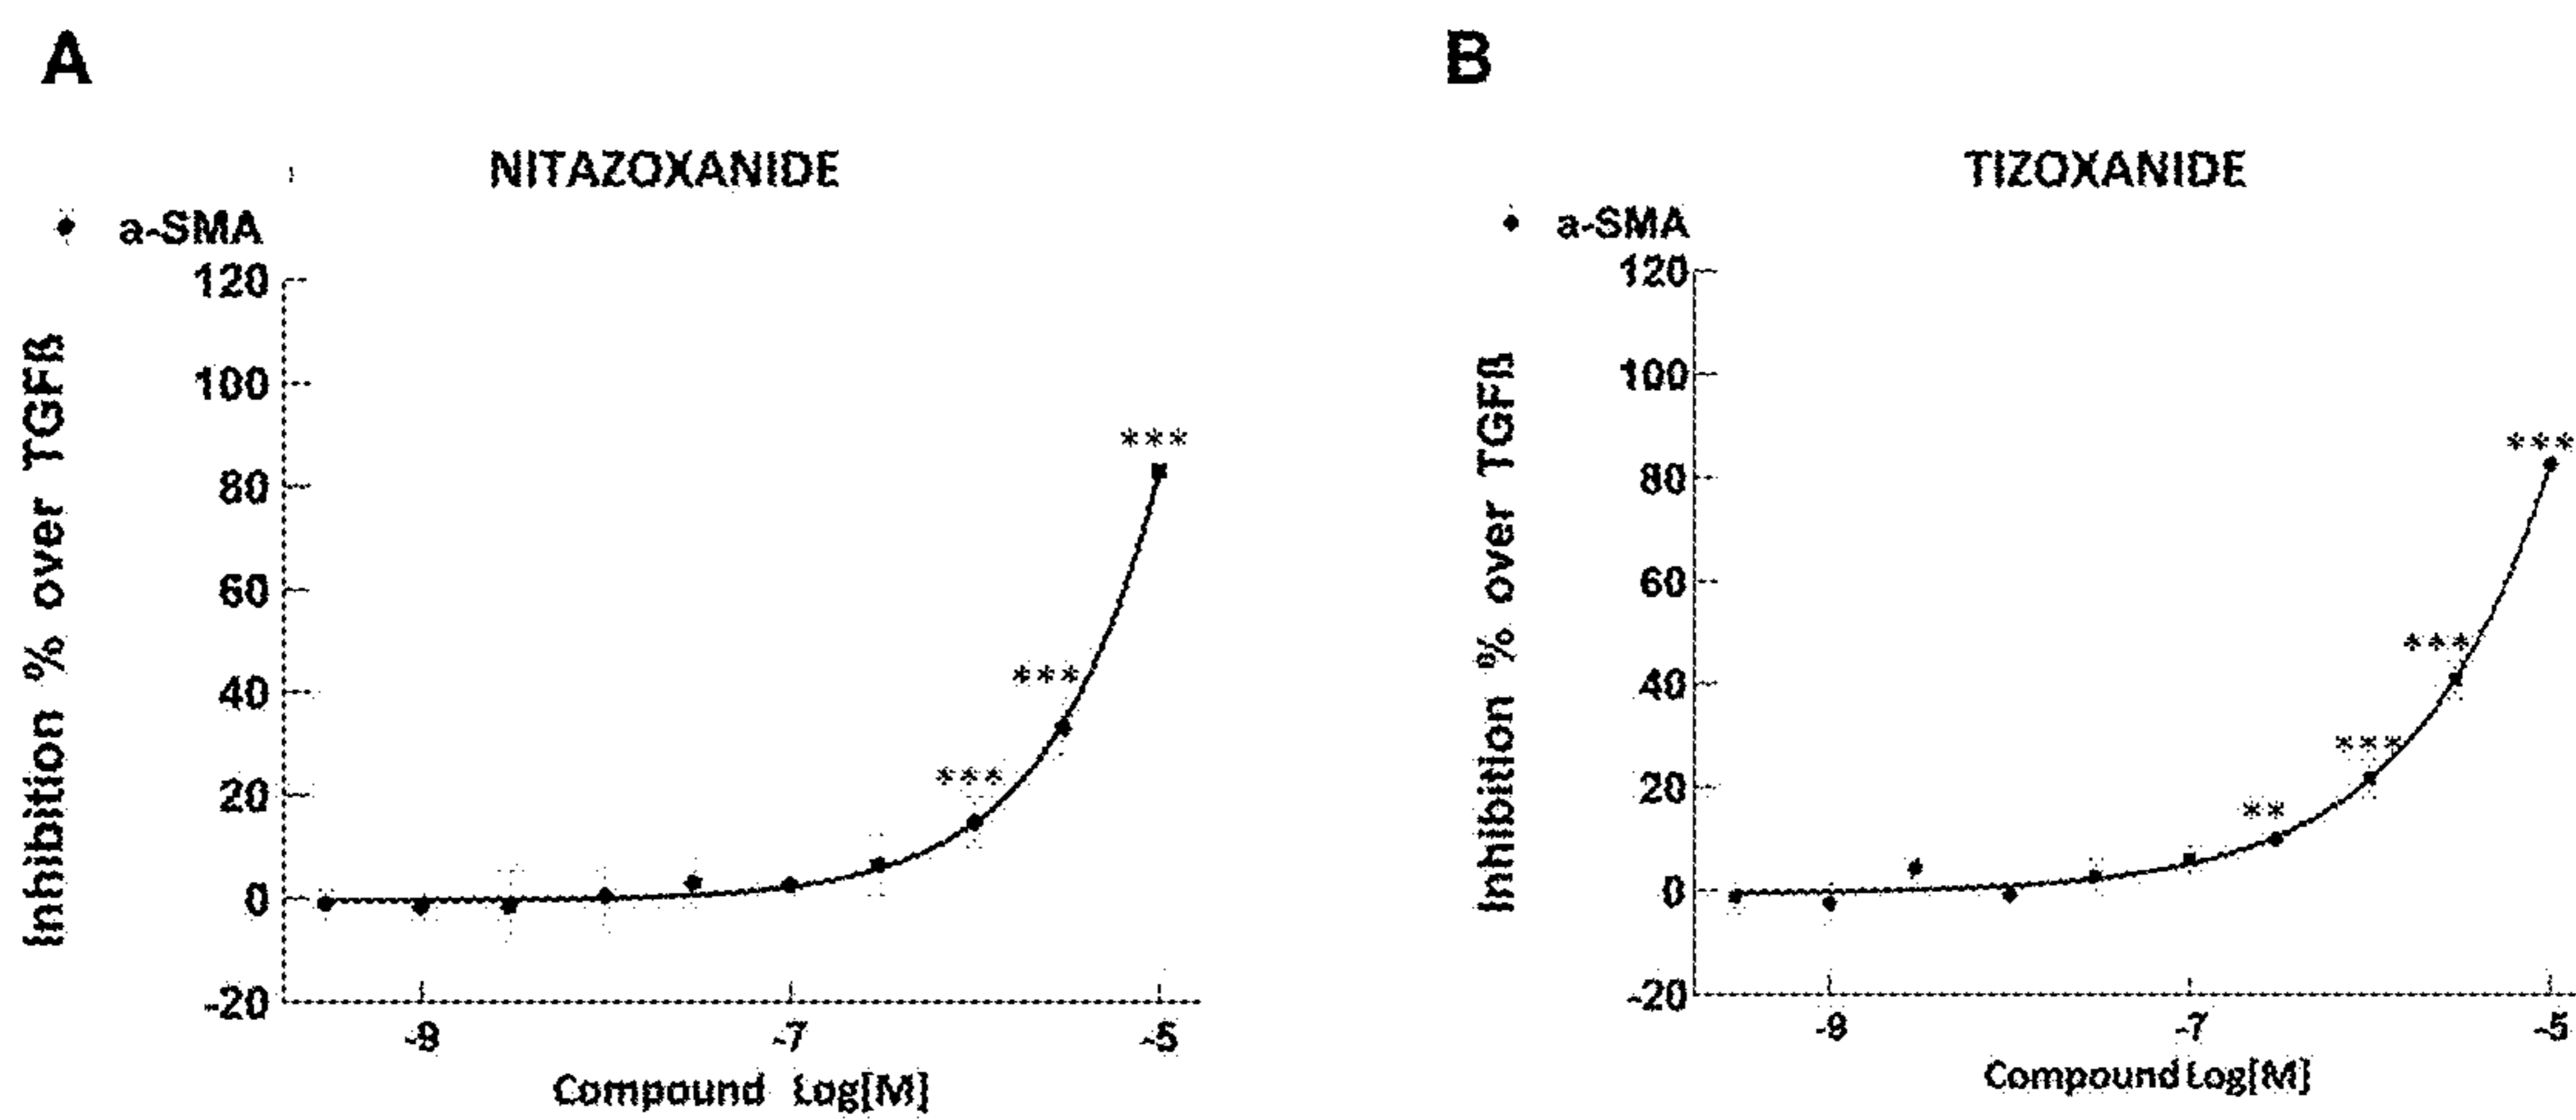 A
NITAZOXANIDE
a-SMA
120
100
80
60
40
20
0
-20
Inhibition % over TGFß
***
***
***
-9
-7
-5
Compound Log[M]
B
TIZOXANIDE
a-SMA
120
100
80
60
40
20
0
-20
Inhibition % over TGFß
**
***
***
***
-9
-7
-5
Compound Log[M]